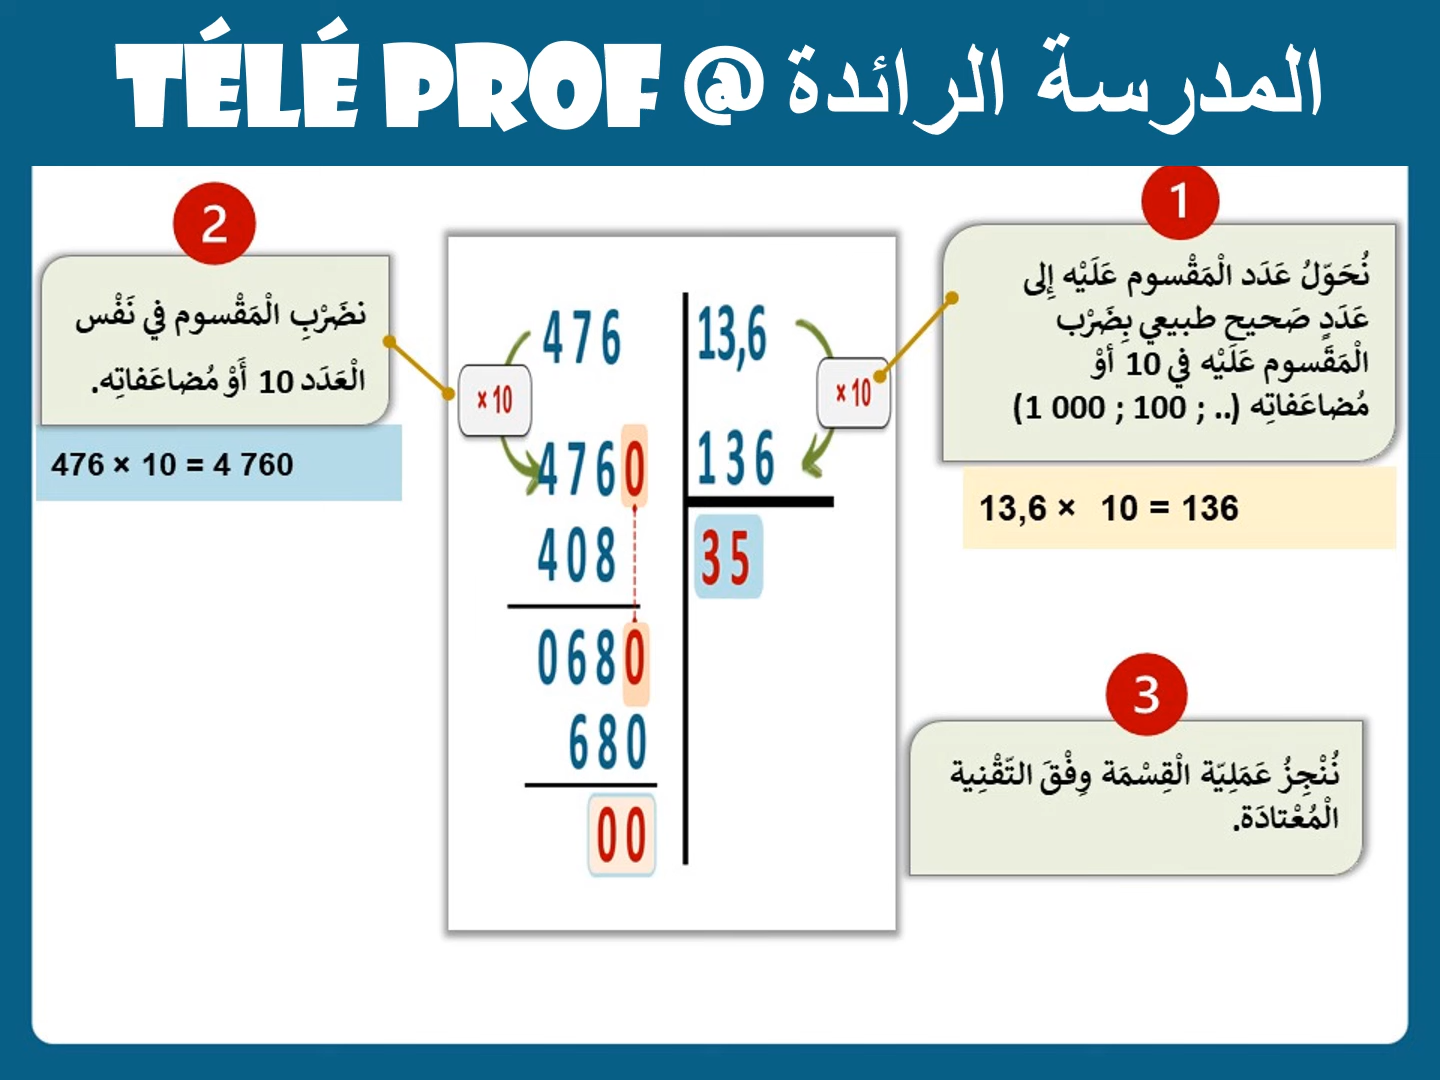 TÉLÉ PROF @ المدرسة الرائدة
1
نُحَوّلُ عَدَد الْمَقْسوم عَلَيْه إِلى
عَدَدٍ صَحيح طبيعي بِضَرْب
الْمَقَسوم عَلَيْه في 10 أوْ
مُضاعَفاتِه (.. ; 100 ; 000 1)
13,6 × 10 = 136
2
نضَرْبِ الْمَقْسوم في نَفْس
الْعَدَد 10 أَوْ مُضاعَفاتِه.
476 × 10 = 4 760
476
13,6
× 10
× 10
4760
136
408
35
0680
680
00
3
نُنْجِزُ عَمَلِيّة الْقِسْمَة وِفْقَ التّقْنِية
الْمُعْتادَة.